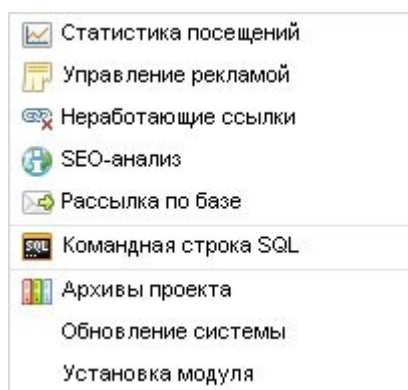 Статистика посещений
Управление рекламой
Неработающие ссылки
SEO-анализ
Рассылка по базе
SQL
Командная строка SQL
Архивы проекта
Обновление системы
Установка модуля